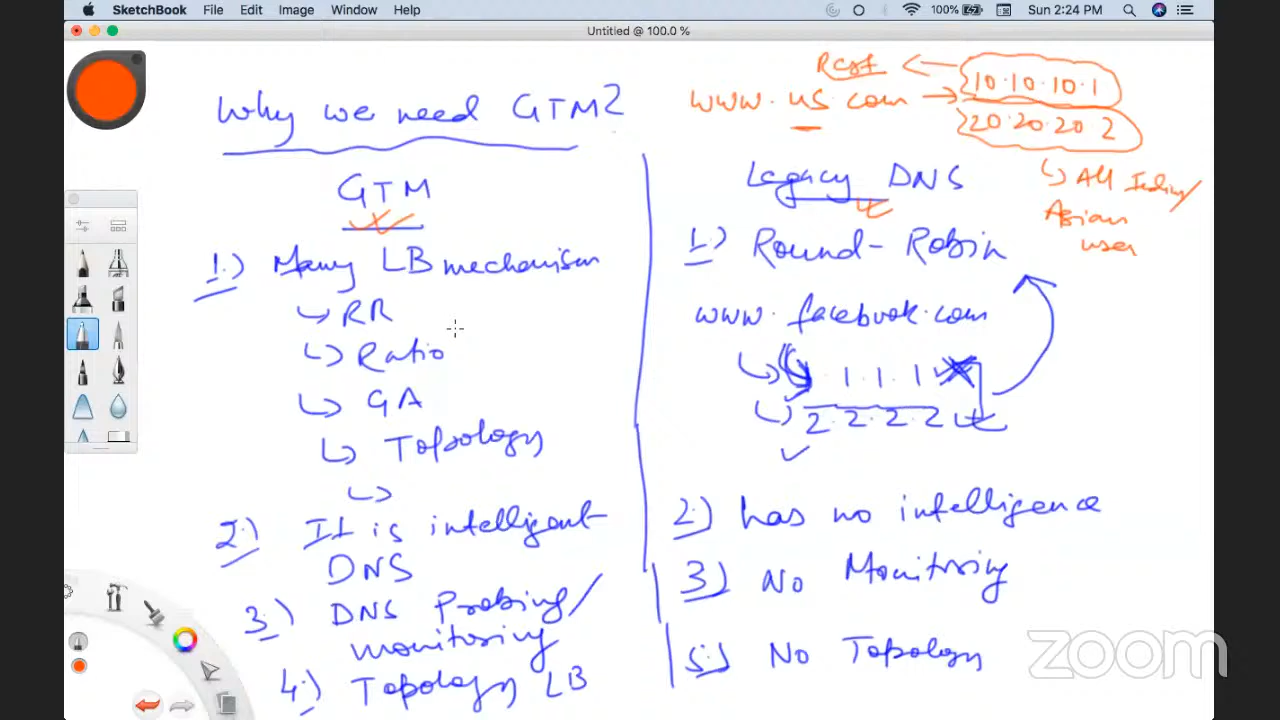 SketchBook File Edit Image Window Help
100% Sun 2:24 PM
Untitled @ 100.0 %
Why we need GTM?
GTM
1.) Many LB mechanism
RR
Ratio
GA
Topology
2.) It is intelligent
DNS
3.) DNS Probing/
monitoring
4.) Topology LB
Rest
10.10.10.1
www.us.com
20.20.20 2
All Indian/
Asian
user
Legacy DNS
1.) Round-Robin
www.facebook.com
1 1 1
2.2.2.2
2.) has no intelligence
3.) No Monitoring
No Topology
zoom